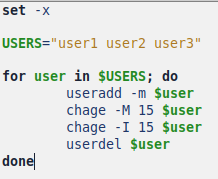 set -x
USERS="user1 user2 user3"
for user in $USERS; do
        useradd -m $user
        chage -M 15 $user
        chage -I 15 $user
        userdel $user
done